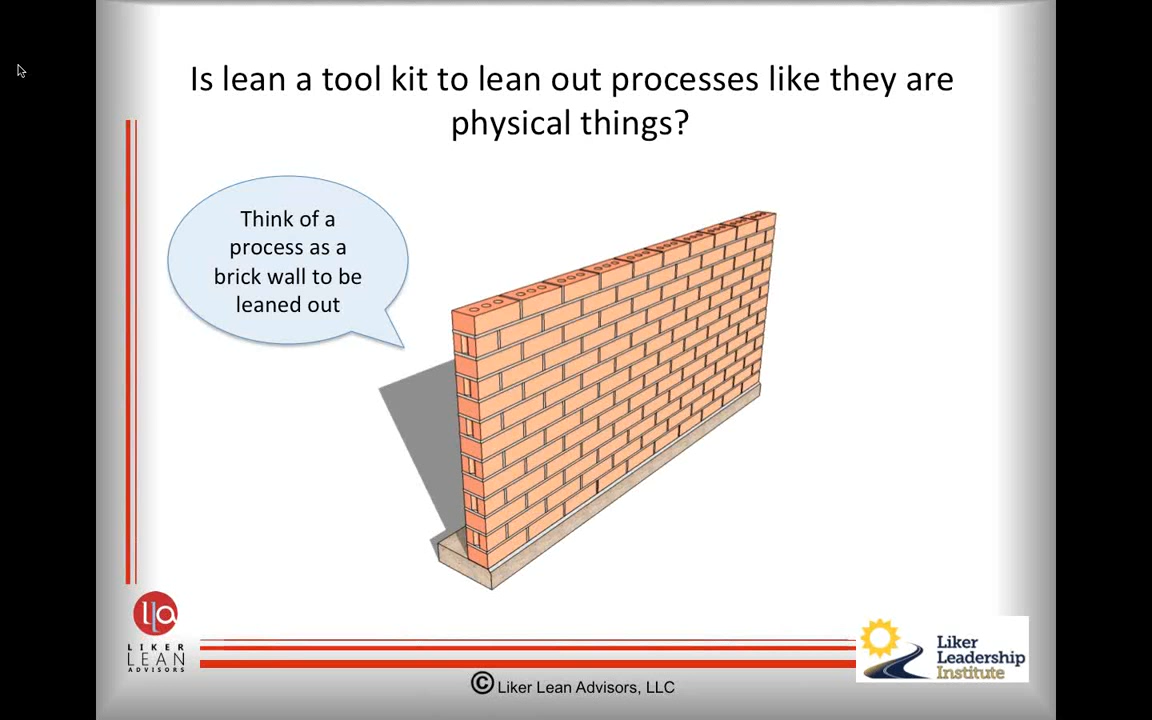 Is lean a tool kit to lean out processes like they are
physical things?
Think of a
process as a
brick wall to be
leaned out
lla
LIKER
LEAN
ADVISORS
Liker
Leadership
Institute
© Liker Lean Advisors, LLC